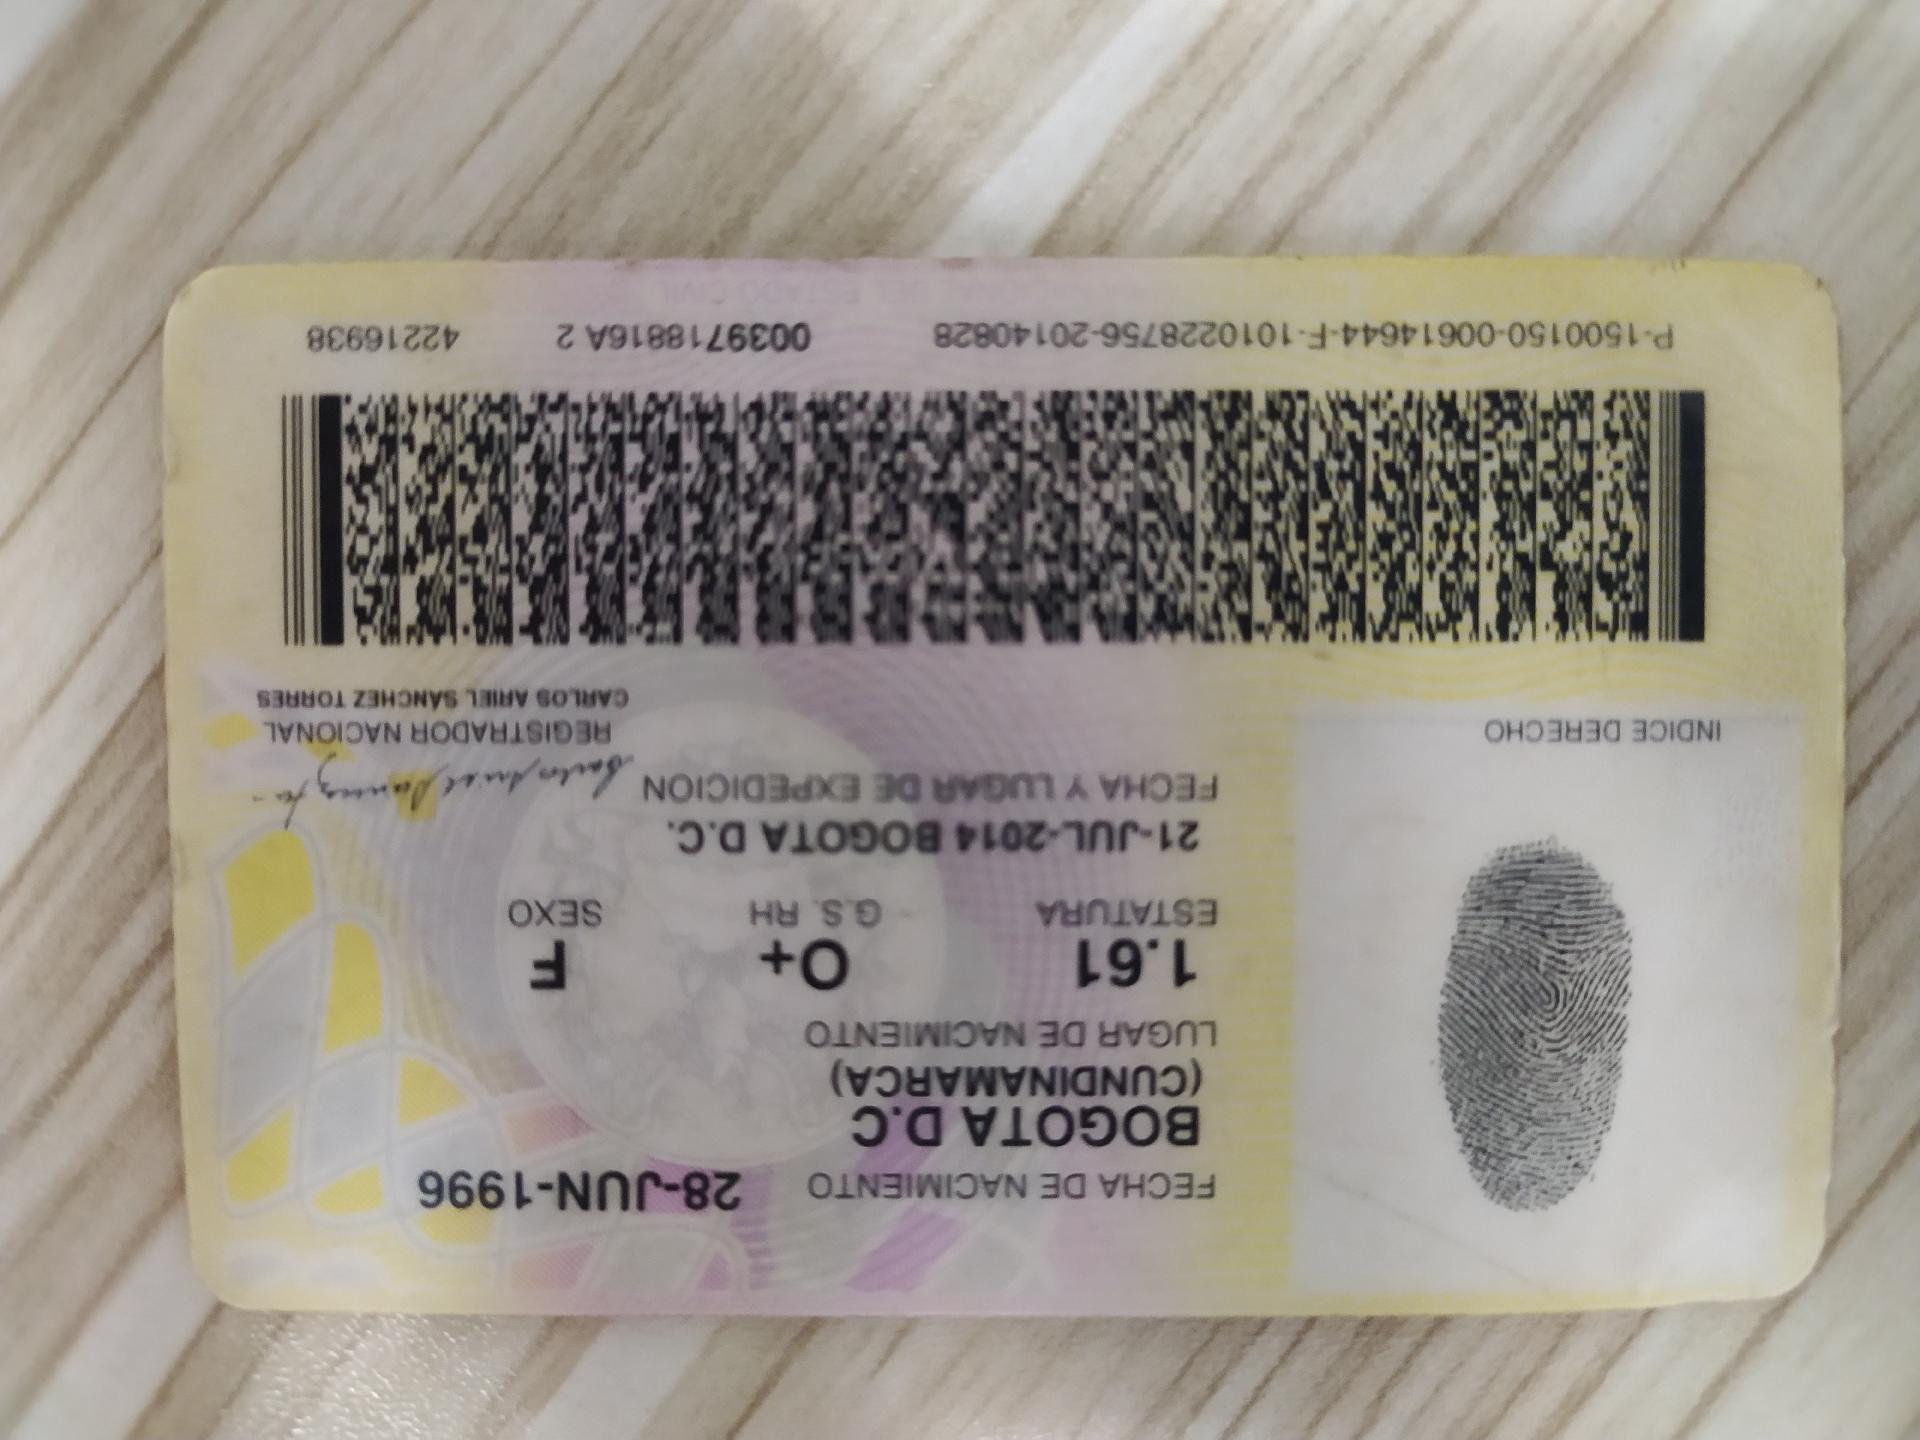 FECHA DE NACIMIENTO 28-JUN-1996
BOGOTA D.C
(CUNDINAMARCA)
LUGAR DE NACIMIENTO
1.61 O+ F
ESTATURA G.S. RH SEXO
21-JUL-2014 BOGOTA D.C.
FECHA Y LUGAR DE EXPEDICION
INDICE DERECHO
REGISTRADOR NACIONAL
CARLOS ARIEL SÁNCHEZ TORRES
P-1500150-00614644-F-1010228756-20140828 0039718816A 2 42216938